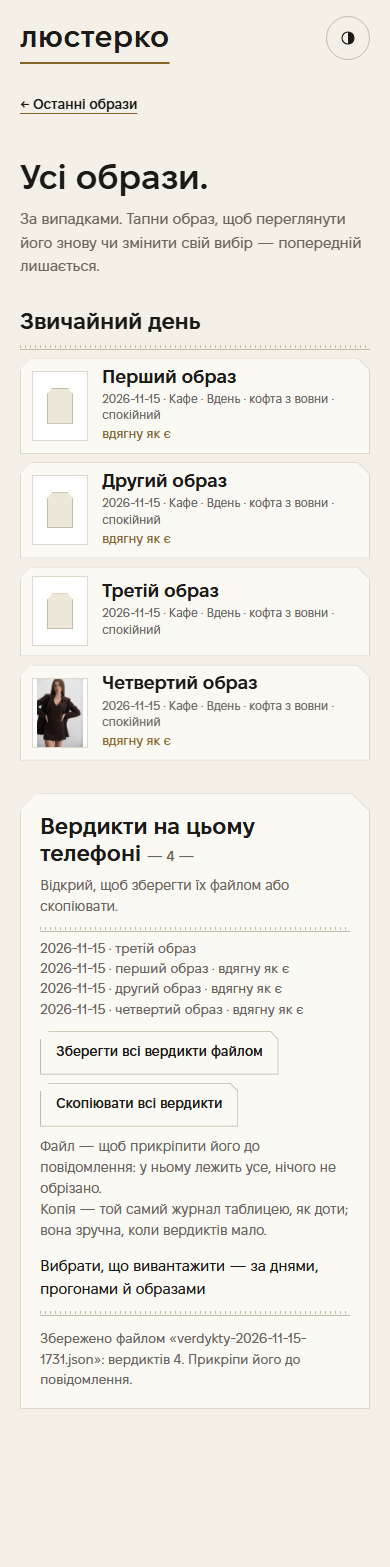 люстерко
← Останні образи
Усі образи.
За випадками. Тапни образ, щоб переглянути
його знову чи змінити свій вибір — попередній
лишається.
Звичайний день
Перший образ
2026-11-15 · Кафе · Вдень · кофта з вовни ·
спокійний
вдягну як є
Другий образ
2026-11-15 · Кафе · Вдень · кофта з вовни ·
спокійний
вдягну як є
Третій образ
2026-11-15 · Кафе · Вдень · кофта з вовни ·
спокійний
Четвертий образ
2026-11-15 · Кафе · Вдень · кофта з вовни ·
спокійний
вдягну як є
Вердикти на цьому
телефоні — 4 —
Відкрий, щоб зберегти їх файлом або
скопіювати.
2026-11-15 · третій образ
2026-11-15 · перший образ · вдягну як є
2026-11-15 · другий образ · вдягну як є
2026-11-15 · четвертий образ · вдягну як є
Зберегти всі вердикти файлом
Скопіювати всі вердикти
Файл — щоб прикріпити його до
повідомлення: у ньому лежить усе, нічого не
обрізано.
Копія — той самий журнал таблицею, як доти;
вона зручна, коли вердиктів мало.
Вибрати, що вивантажити — за днями,
прогонами й образами
Збережено файлом «verdykty-2026-11-15-
1731.json»: вердиктів 4. Прикріпи його до
повідомлення.